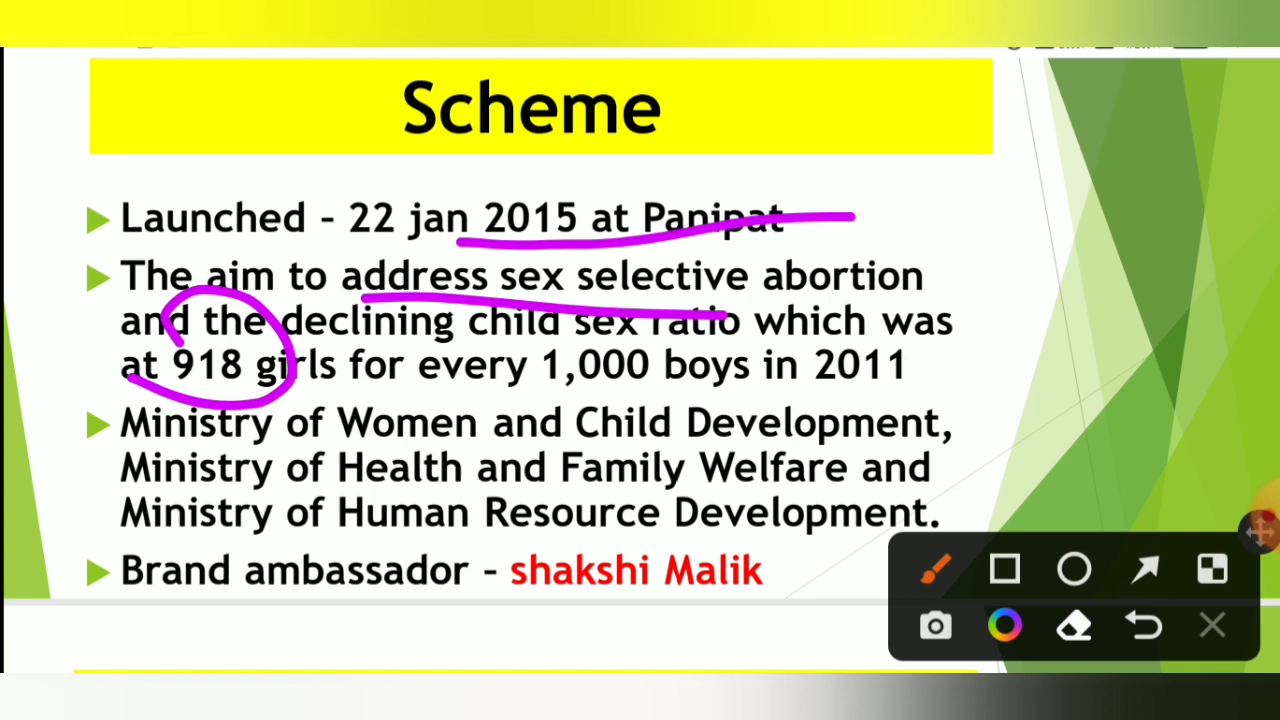 Scheme
Launched – 22 jan 2015 at Panipat
The aim to address sex selective abortion
and the declining child sex ratio which was
at 918 girls for every 1,000 boys in 2011
Ministry of Women and Child Development,
Ministry of Health and Family Welfare and
Ministry of Human Resource Development.
Brand ambassador – shakshi Malik